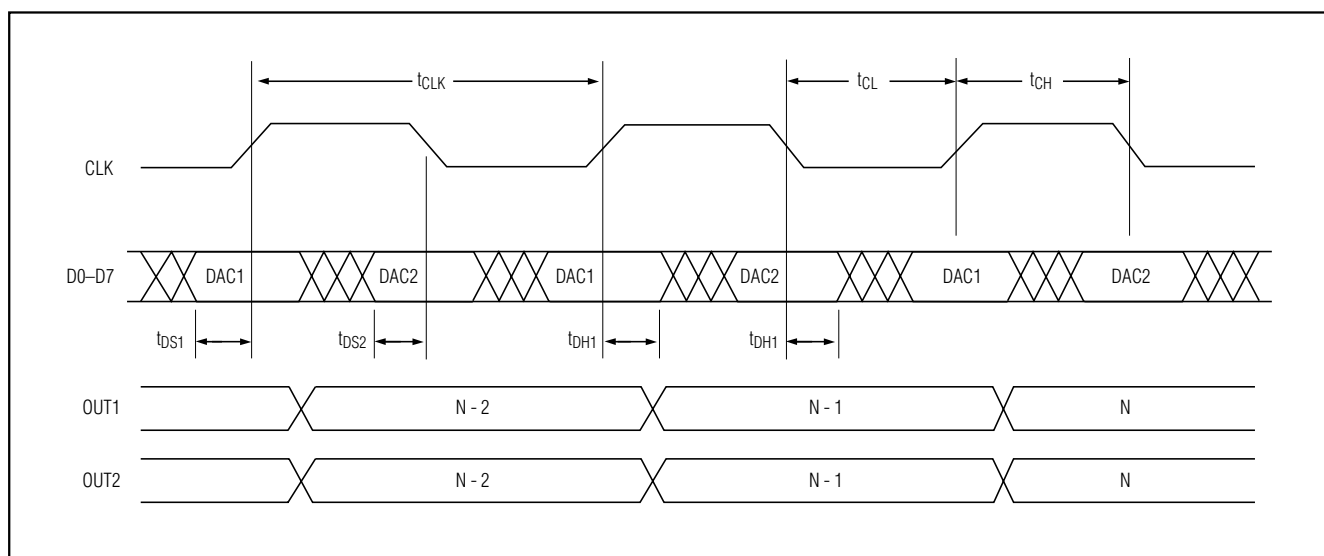 tCLK
tCL
tCH
CLK
D0–D7
DAC1
DAC2
DAC1
DAC2
DAC1
DAC2
tDS1
tDS2
tDH1
tDH1
OUT1
N - 2
N - 1
N
OUT2
N - 2
N - 1
N